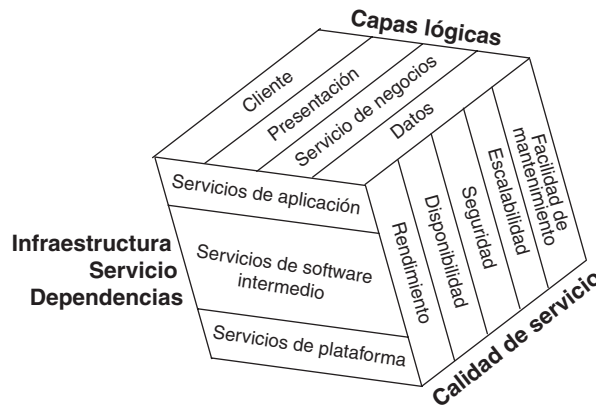 Capas lógicas
Cliente
Presentación
Servicio de negocios
Datos
Servicios de aplicación
Servicios de software
intermedio
Servicios de plataforma
Infraestructura
Servicio
Dependencias
Rendimiento
Disponibilidad
Seguridad
Escalabilidad
Facilidad de
mantenimiento
Calidad de servicio